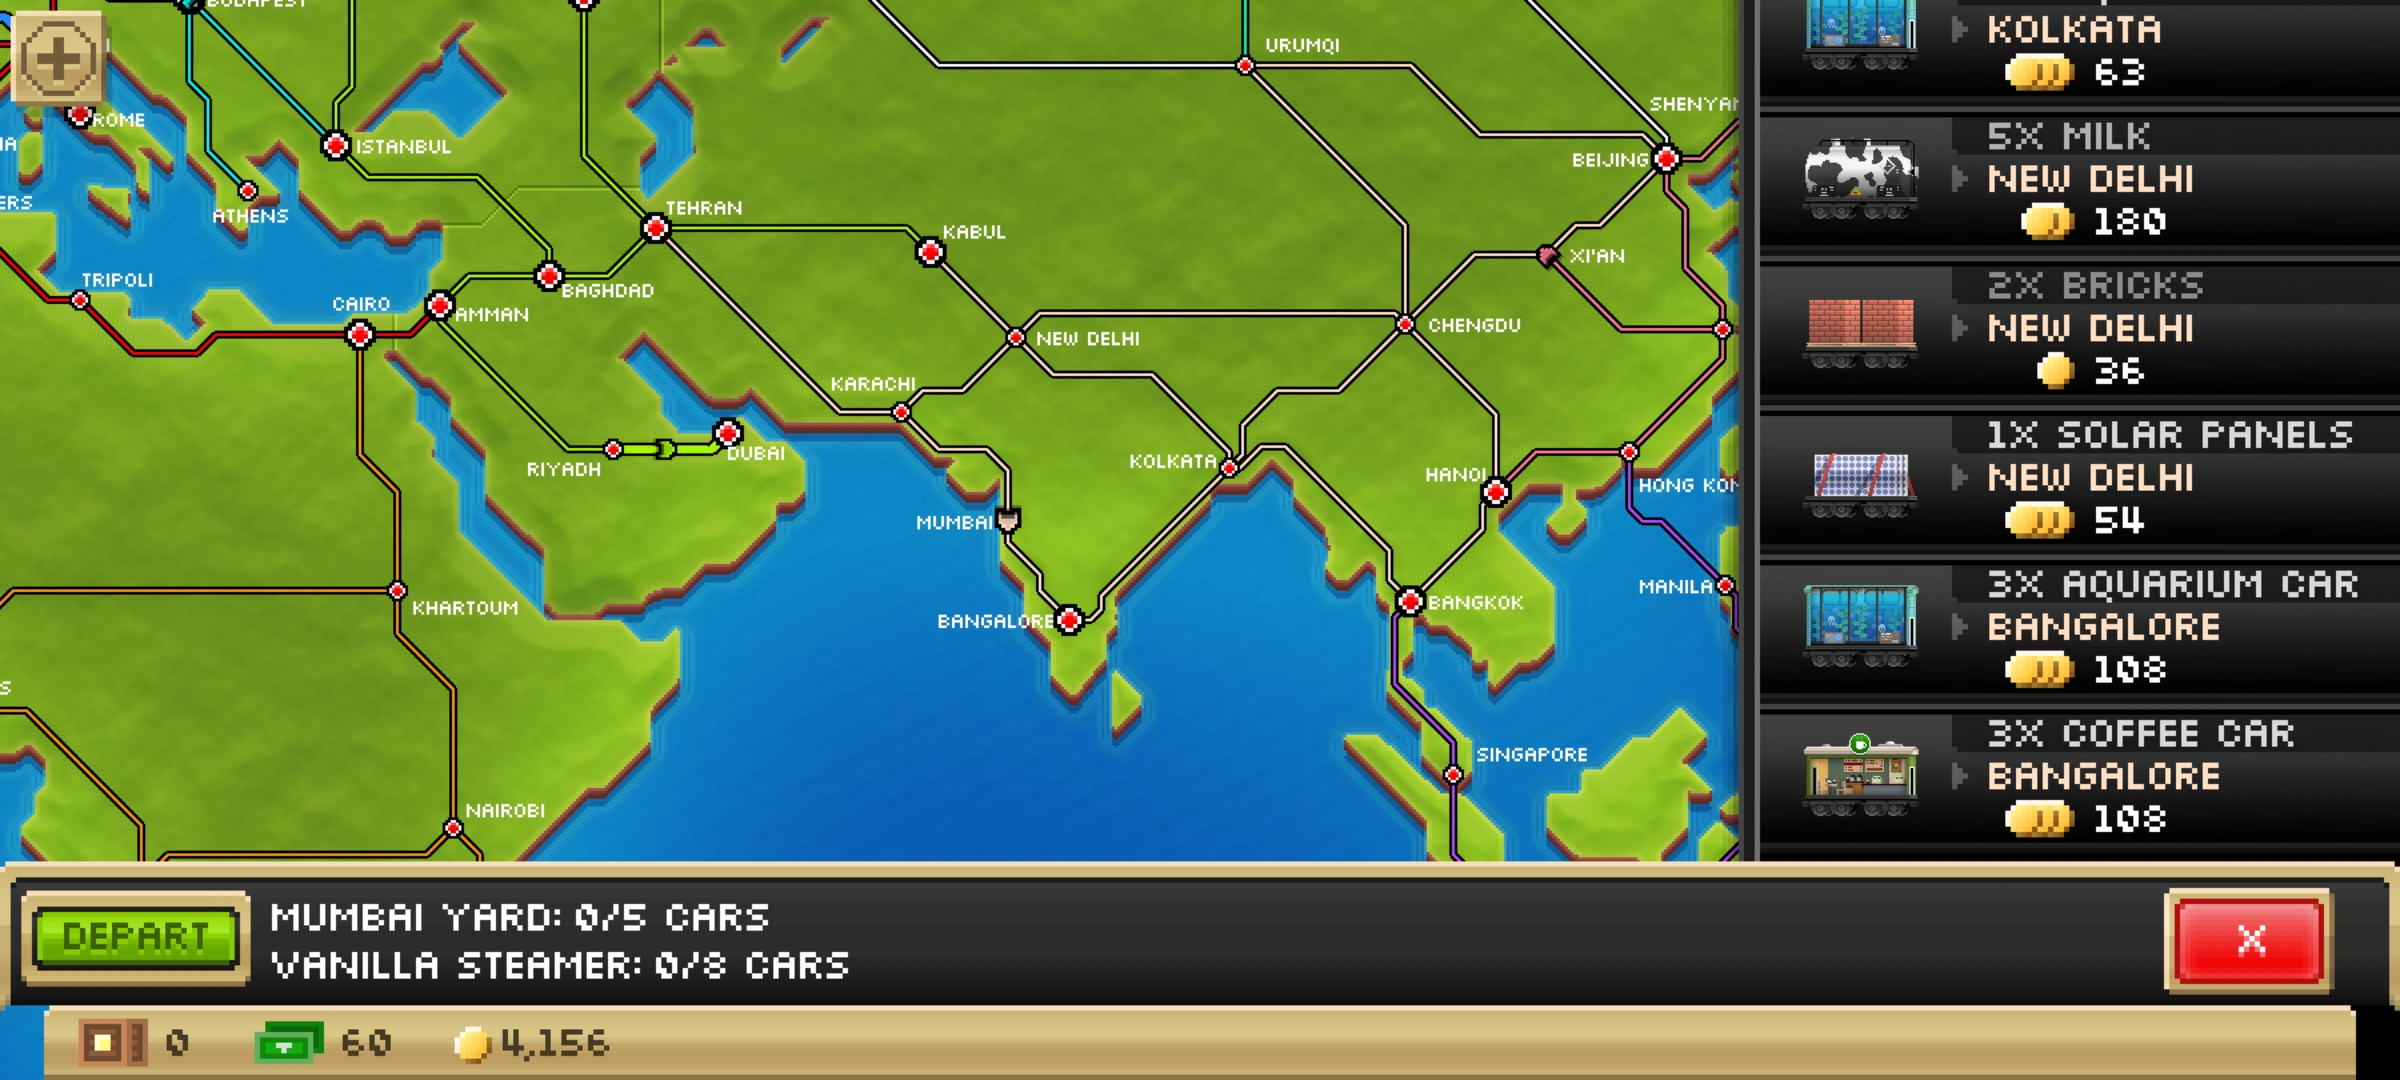 BUDAPEST
ROME
ISTANBUL
ATHENS
TRIPOLI
CAIRO
AMMAN
BAGHDAD
TEHRAN
KABUL
URUMQI
BEIJING
XI'AN
CHENGDU
NEW DELHI
KARACHI
KOLKATA
MUMBAI
BANGALORE
RIYADH
DUBAI
HANOI
BANGKOK
MANILA
SINGAPORE
KHARTOUM
NAIROBI
KOLKATA
63
5X MILK
NEW DELHI
180
2X BRICKS
NEW DELHI
36
1X SOLAR PANELS
NEW DELHI
54
3X AQUARIUM CAR
BANGALORE
108
3X COFFEE CAR
BANGALORE
108
DEPART
MUMBAI YARD: 0/5 CARS
VANILLA STEAMER: 0/8 CARS
X
0
60
4,156